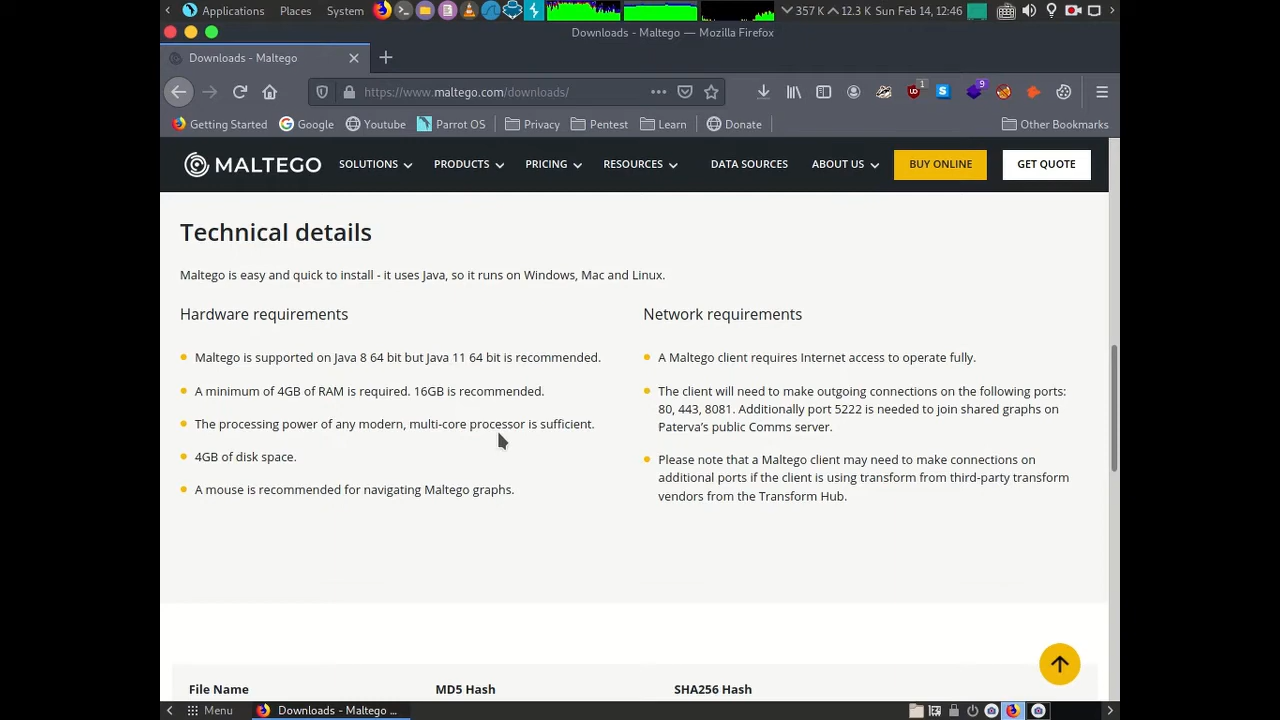 Applications Places System 357 K 12.3 K Sun Feb 14, 12:46
Downloads - Maltego — Mozilla Firefox
Downloads - Maltego
https://www.maltego.com/downloads/
1
9
Getting Started Google Youtube Parrot OS Privacy Pentest Learn Donate Other Bookmarks
MALTEGO SOLUTIONS PRODUCTS PRICING RESOURCES DATA SOURCES ABOUT US BUY ONLINE GET QUOTE
Technical details
Maltego is easy and quick to install - it uses Java, so it runs on Windows, Mac and Linux.
Hardware requirements
Maltego is supported on Java 8 64 bit but Java 11 64 bit is recommended.
A minimum of 4GB of RAM is required. 16GB is recommended.
The processing power of any modern, multi-core processor is sufficient.
4GB of disk space.
A mouse is recommended for navigating Maltego graphs.
Network requirements
A Maltego client requires Internet access to operate fully.
The client will need to make outgoing connections on the following ports:
80, 443, 8081. Additionally port 5222 is needed to join shared graphs on
Paterva's public Comms server.
Please note that a Maltego client may need to make connections on
additional ports if the client is using transform from third-party transform
vendors from the Transform Hub.
File Name MD5 Hash SHA256 Hash
Menu Downloads - Maltego ...